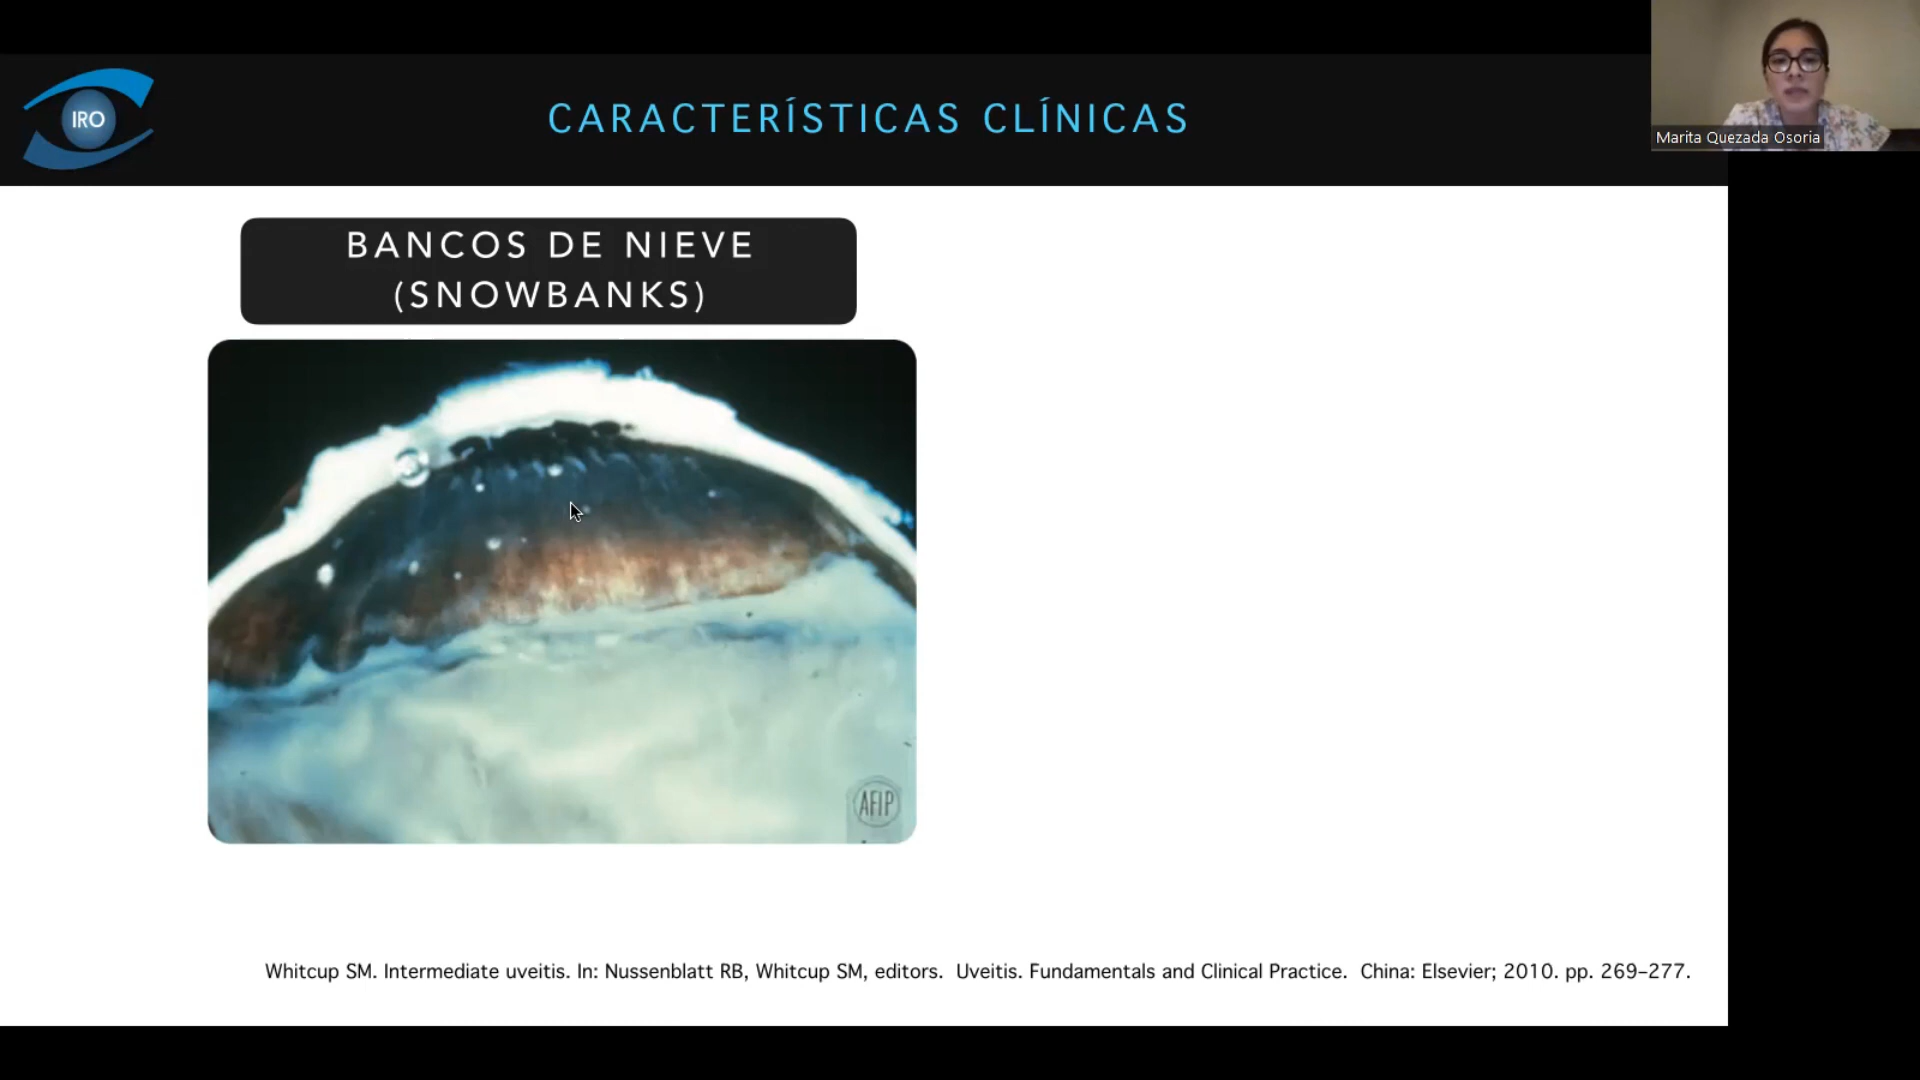 IRO
CARACTERÍSTICAS CLÍNICAS
Marita Quezada Osoria
BANCOS DE NIEVE
(SNOWBANKS)
AFIP
Whitcup SM. Intermediate uveitis. In: Nussenblatt RB, Whitcup SM, editors. Uveitis. Fundamentals and Clinical Practice. China: Elsevier; 2010. pp. 269–277.